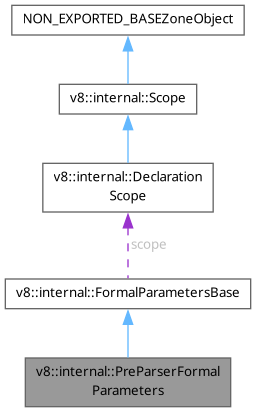 NON_EXPORTED_BASEZoneObject
v8::internal::Scope
v8::internal::Declaration
Scope
scope
v8::internal::FormalParametersBase
v8::internal::PreParserFormal
Parameters